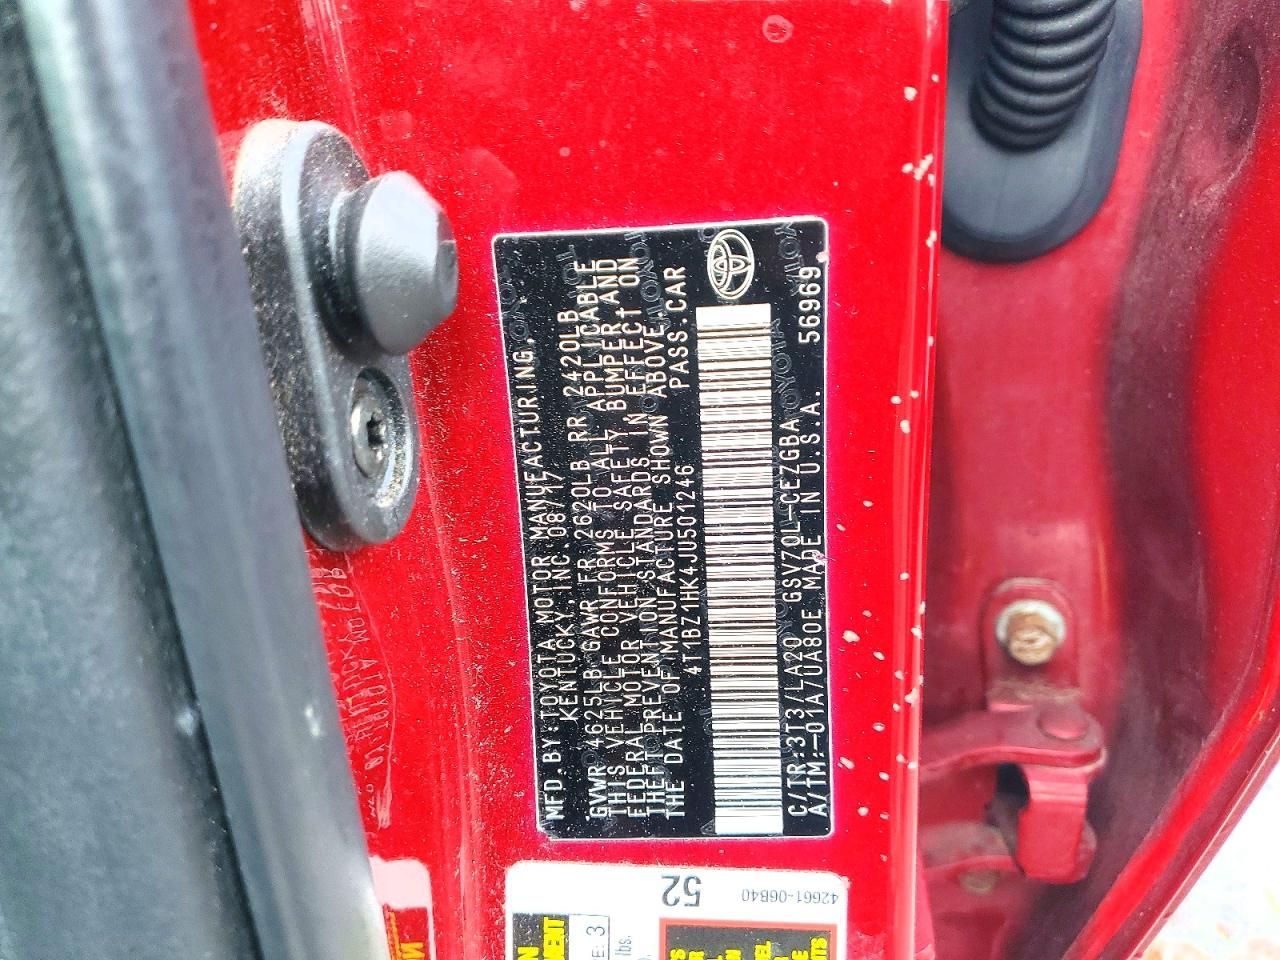 MFD.BY:TOYOTA MOTOR MANUFACTURING,
KENTUCKY,INC. 08/17
GVWR 4625LB GAWR FR 2620LB RR 2420LB
THIS VEHICLE CONFORMS TO ALL APPLICABLE
FEDERAL MOTOR VEHICLE SAFETY, BUMPER, AND
THEFT PREVENTION STANDARDS IN EFFECT ON
THE DATE OF MANUFACTURE SHOWN ABOVE.
4T1BZ1HK4JU501246 PASS.CAR
C/TR:3T3/LA20 GSV70L-CEZGBA 56969
A/TM:-01A/UA80E MADE IN U.S.A.
52
42661-06B40
3
lbs.